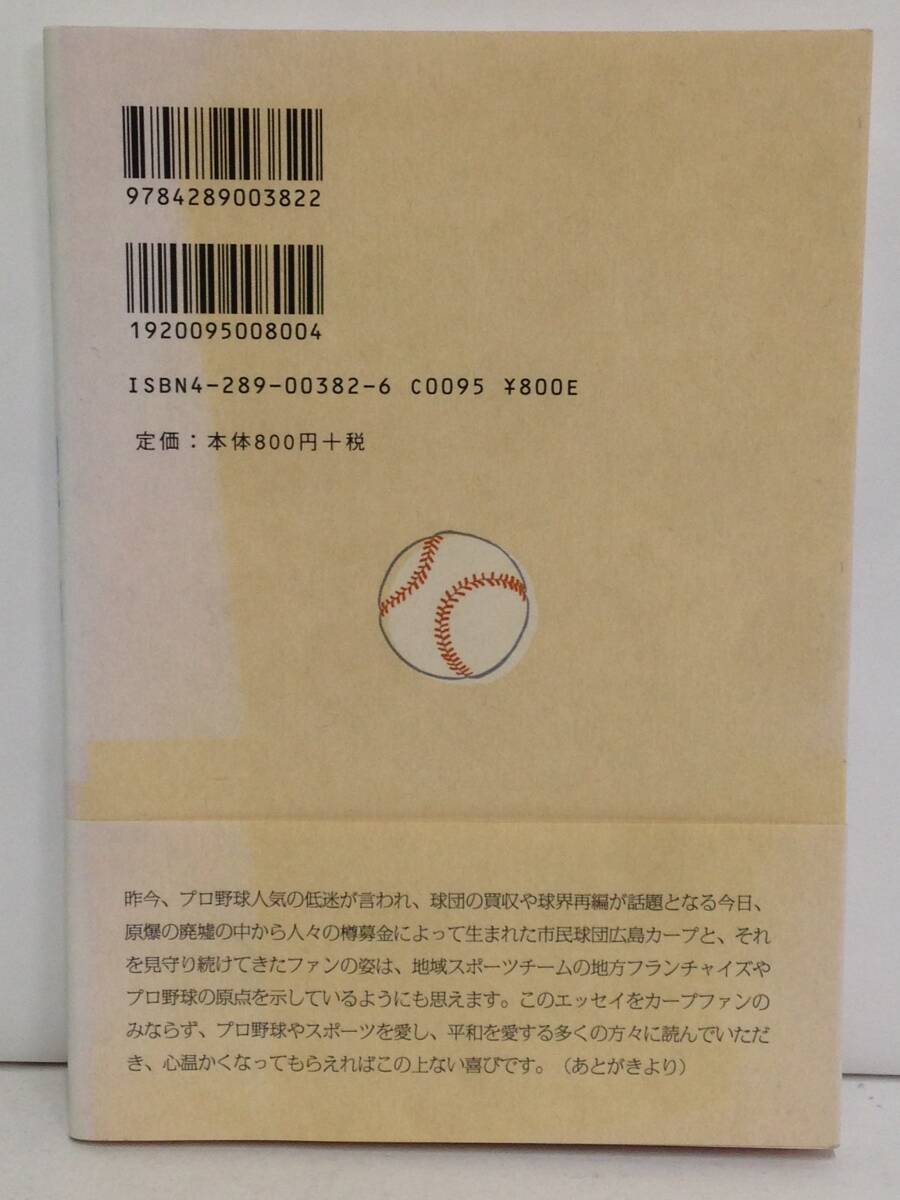 9784289003822
1920095008004
ISBN4-289-00382-6 C0095 ¥800E
定価：本体800円＋税
昨今、プロ野球人気の低迷が言われ、球団の買収や球界再編が話題となる今日、
原爆の廃墟の中から人々の樽募金によって生まれた市民球団広島カープと、それ
を見守り続けてきたファンの姿は、地域スポーツチームの地方フランチャイズや
プロ野球の原点を示しているようにも思えます。このエッセイをカープファンの
みならず、プロ野球やスポーツを愛し、平和を愛する多くの方々に読んでいただ
き、心温かくなってもらえればこの上ない喜びです。（あとがきより）